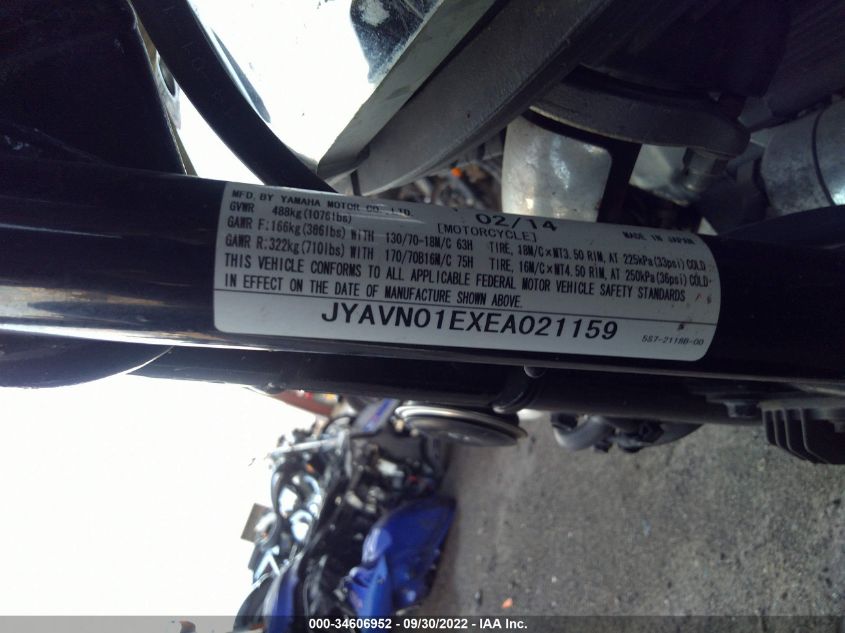 MFD. BY YAMAHA MOTOR CO., LTD. 02/14 MADE IN JAPAN
GVWR 488kg(1076lbs) [MOTORCYCLE]
GAWR F:166kg(366lbs) WITH 130/70-18M/C 63H TIRE, 18M/C×MT3.50 RIM, AT 225kPa(33psi) COLD
GAWR R:322kg(710lbs) WITH 170/70B16M/C 75H TIRE, 16M/C×MT4.50 RIM, AT 250kPa(36psi) COLD
THIS VEHICLE CONFORMS TO ALL APPLICABLE FEDERAL MOTOR VEHICLE SAFETY STANDARDS
IN EFFECT ON THE DATE OF MANUFACTURE SHOWN ABOVE.
JYAVN01EXEA021159
5S7-2118B-00
000-34606952 - 09/30/2022 - IAA Inc.